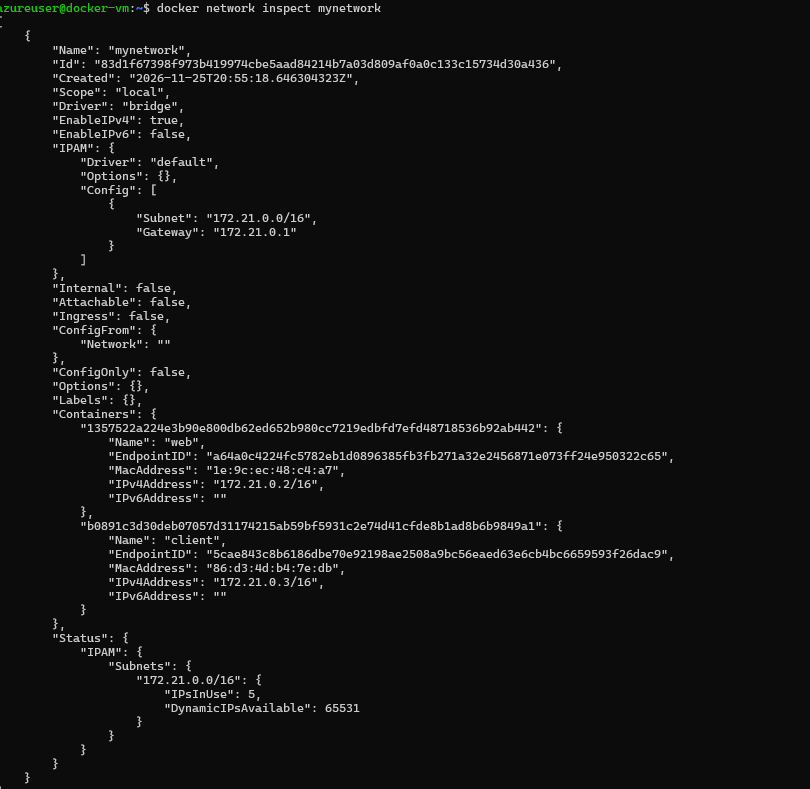 azureuser@docker-vm:~$ docker network inspect mynetwork
[
    {
        "Name": "mynetwork",
        "Id": "83d1f67398f973b419974cbe5aad84214b7a03d809af0a0c133c15734d30a436",
        "Created": "2026-11-25T20:55:18.646304323Z",
        "Scope": "local",
        "Driver": "bridge",
        "EnableIPv4": true,
        "EnableIPv6": false,
        "IPAM": {
            "Driver": "default",
            "Options": {},
            "Config": [
                {
                    "Subnet": "172.21.0.0/16",
                    "Gateway": "172.21.0.1"
                }
            ]
        },
        "Internal": false,
        "Attachable": false,
        "Ingress": false,
        "ConfigFrom": {
            "Network": ""
        },
        "ConfigOnly": false,
        "Options": {},
        "Labels": {},
        "Containers": {
            "1357522a224e3b90e800db62ed652b980cc7219edbfd7efd48718536b92ab442": {
                "Name": "web",
                "EndpointID": "a64a0c4224fc5782eb1d0896385fb3fb271a32e2456871e073ff24e950322c65",
                "MacAddress": "1e:9c:ec:48:c4:a7",
                "IPv4Address": "172.21.0.2/16",
                "IPv6Address": ""
            },
            "b0891c3d30deb07057d31174215ab59bf5931c2e74d41cfde8b1ad8b6b9849a1": {
                "Name": "client",
                "EndpointID": "5cae843c8b6186dbe70e92198ae2508a9bc56eaed63e6cb4bc6659593f26dac9",
                "MacAddress": "86:d3:4d:b4:7e:db",
                "IPv4Address": "172.21.0.3/16",
                "IPv6Address": ""
            }
        },
        "Status": {
            "IPAM": {
                "Subnets": {
                    "172.21.0.0/16": {
                        "IPsInUse": 5,
                        "DynamicIPsAvailable": 65531
                    }
                }
            }
        }
    }